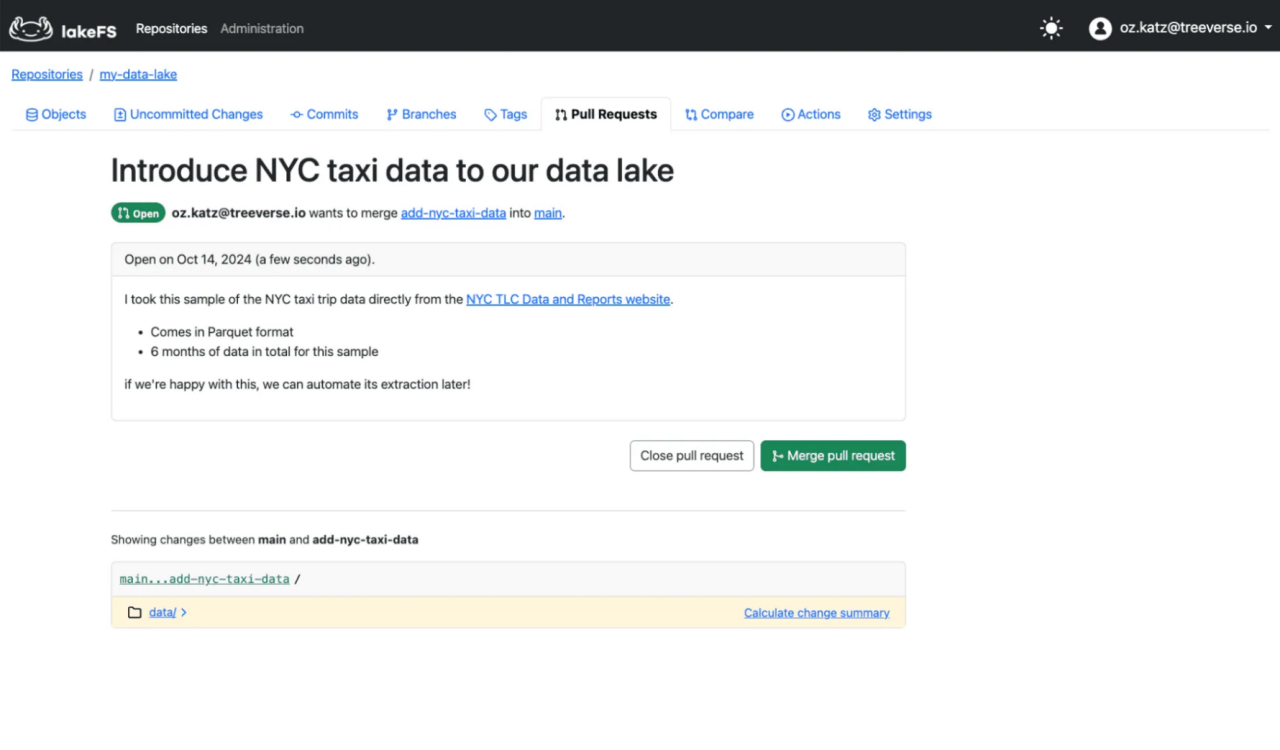 lakeFS Repositories Administration oz.katz@treeverse.io
Repositories / my-data-lake
Objects Uncommitted Changes Commits Branches Tags Pull Requests Compare Actions Settings
Introduce NYC taxi data to our data lake
Open oz.katz@treeverse.io wants to merge add-nyc-taxi-data into main.
Open on Oct 14, 2024 (a few seconds ago).
I took this sample of the NYC taxi trip data directly from the NYC TLC Data and Reports website.
• Comes in Parquet format
• 6 months of data in total for this sample
if we're happy with this, we can automate its extraction later!
Close pull request Merge pull request
Showing changes between main and add-nyc-taxi-data
main...add-nyc-taxi-data /
data/ Calculate change summary